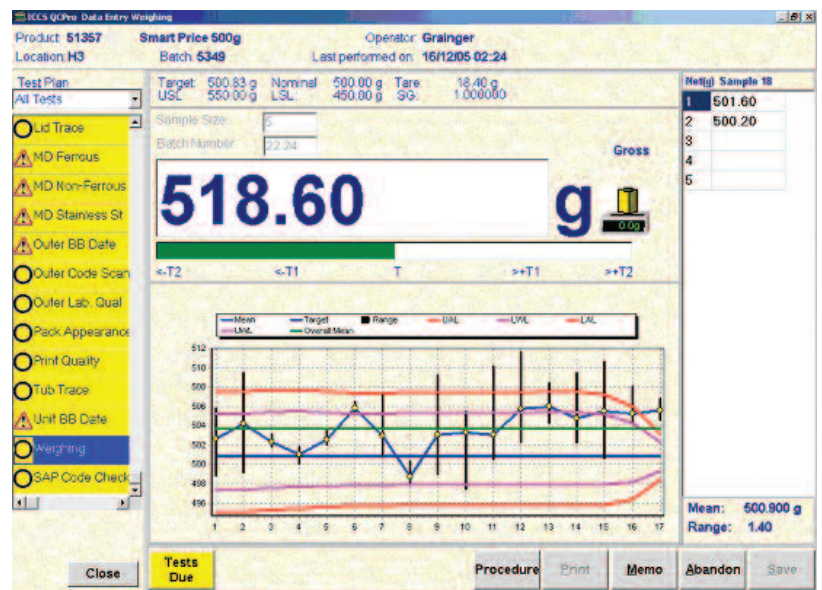 ICCS QCPro Data Entry Weighing
Product: 51357 Smart Price 500g Operator: Grainger
Location: H3 Batch: 5349 Last performed on: 16/12/05 02:24
Test Plan
All Tests
Target: 500.83 g Nominal 500.00 g Tare: 18.40 g
USL: 550.00 g LSL: 450.00 g SG: 1.000000
Net(g) Sample 18
1 501.60
2 500.20
3
4
5
Sample Size: 5
Batch Number: 22:24
Gross
518.60 g
0.0g
<-T2 <-T1 T >+T1 >+T2
Lid Trace
MD Ferrous
MD Non-Ferrous
MD Stainless St
Outer BB Date
Outer Code Scan
Outer Lab. Qual
Pack Appearance
Print Quality
Tub Trace
Unit BB Date
Weighing
SAP Code Check
Mean Target Range UAL LWL LAL
UWL Overall Mean
512
510
508
506
504
502
500
498
496
1 2 3 4 5 6 7 8 9 10 11 12 13 14 15 16 17
Mean: 500.900 g
Range: 1.40
Close
Tests Due
Procedure
Print
Memo
Abandon
Save